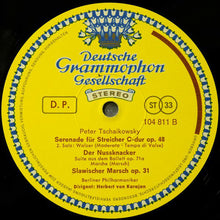 Deutsche
Grammophon
Gesellschaft
STEREO
D. P.
ST 33
104 811 B
Peter Tschaikowsky
Serenade für Streicher C-dur op. 48
2. Satz: Walzer (Moderato - Tempo di Valse)
Der Nussknacker
Suite aus dem Ballett op. 71a
Marche (Marsch)
Slawischer Marsch op. 31
Berliner Philharmoniker
Dirigent: Herbert von Karajan